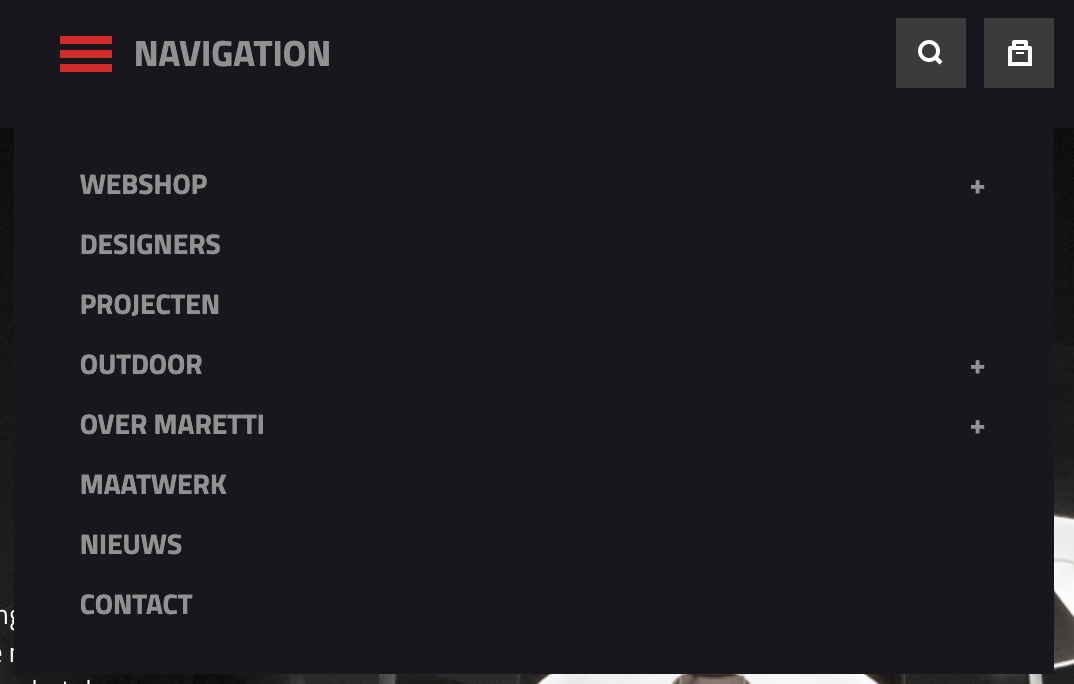 NAVIGATION
WEBSHOP +
DESIGNERS
PROJECTEN
OUTDOOR +
OVER MARETTI +
MAATWERK
NIEUWS
CONTACT